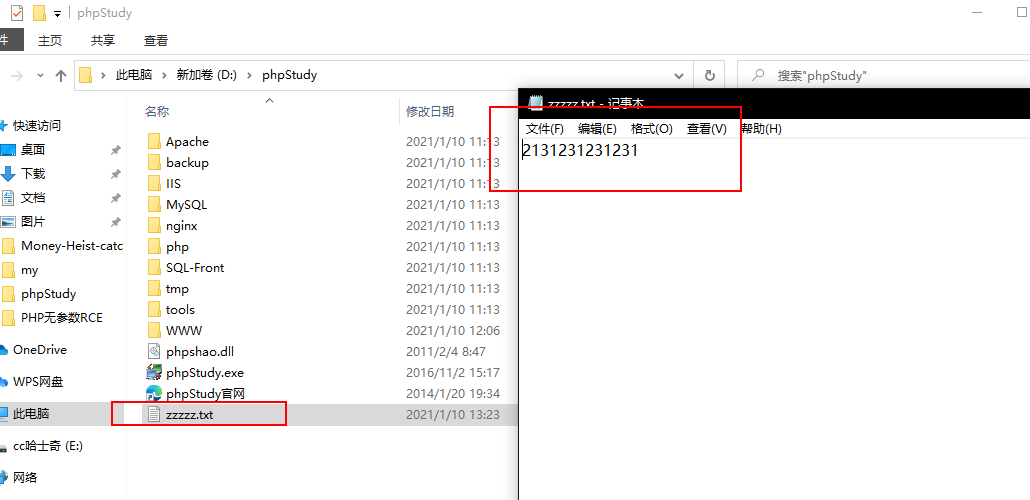 phpStudy
件
主页
共享
查看
此电脑
新加卷 (D:)
phpStudy
搜索"phpStudy"
快速访问
桌面
下载
文档
图片
Money-Heist-catc
my
phpStudy
PHP无参数RCE
OneDrive
WPS网盘
此电脑
cc哈士奇 (E:)
网络
名称
修改日期
Apache
2021/1/10 11:13
backup
2021/1/10 11:13
IIS
2021/1/10 11:13
MySQL
2021/1/10 11:13
nginx
2021/1/10 11:13
php
2021/1/10 11:13
SQL-Front
2021/1/10 11:13
tmp
2021/1/10 11:13
tools
2021/1/10 11:13
WWW
2021/1/10 12:06
phpshao.dll
2011/2/4 8:47
phpStudy.exe
2016/11/2 15:17
phpStudy官网
2014/1/20 19:34
zzzzz.txt
2021/1/10 13:23
zzzzz.txt - 记事本
文件(F)
编辑(E)
格式(O)
查看(V)
帮助(H)
2131231231231